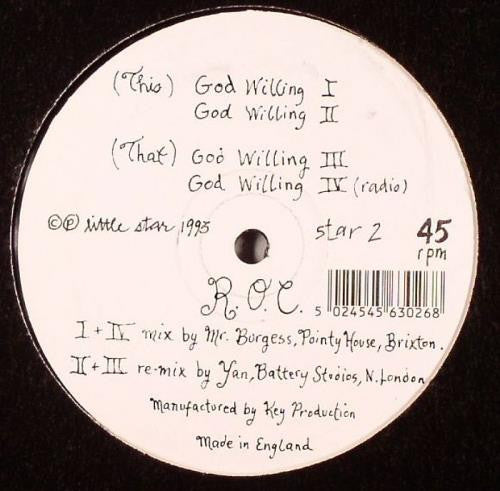 (This) God Willing I
God Willing II
(That) God Willing III
God Willing IV (radio)
©℗ little star 1993
star 2
45
rpm
R.O.C.
5 024545 630268
I + IV mix by Mr. Burgess, Pointy House, Brixton.
II + III re-mix by Yan, Battery Studios, N. London
Manufactured by Key Production
Made in England